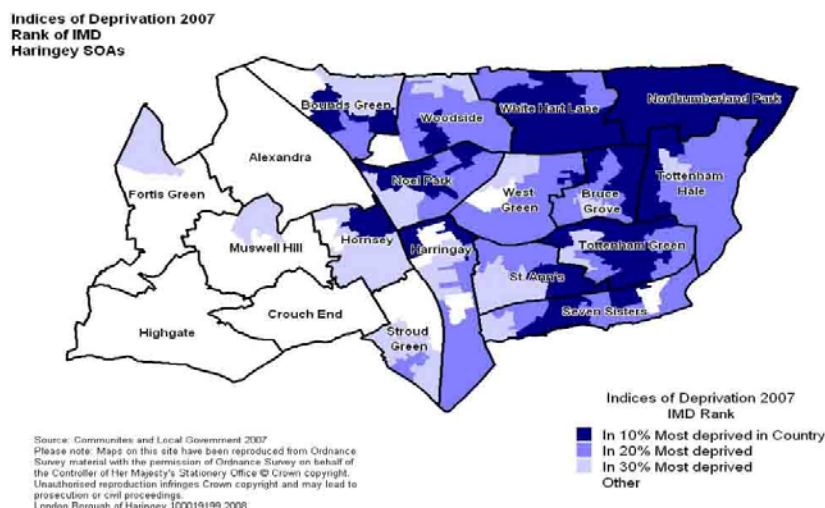 Indices of Deprivation 2007
Rank of IMD
Haringey SOAs
Bounds Green
Woodside
White Hart Lane
Northumberland Park
Alexandra
Fortis Green
Noel Park
West
Green
Bruce
Grove
Tottenham
Hale
Muswell Hill
Hornsey
Harringay
Tottenham Green
St. Ann's
Highgate
Crouch End
Stroud
Green
Seven Sisters
Indices of Deprivation 2007
IMD Rank
In 10% Most deprived in Country
In 20% Most deprived
In 30% Most deprived
Other
Source: Communites and Local Government 2007
Please note: Maps on this site have been reproduced from Ordnance
Survey material with the permission of Ordnance Survey on behalf of
the Controller of Her Majesty's Stationery Office © Crown copyright.
Unauthorised reproduction infringes Crown copyright and may lead to
prosecution or civil proceedings.
London Borough of Haringey 100019199 2008